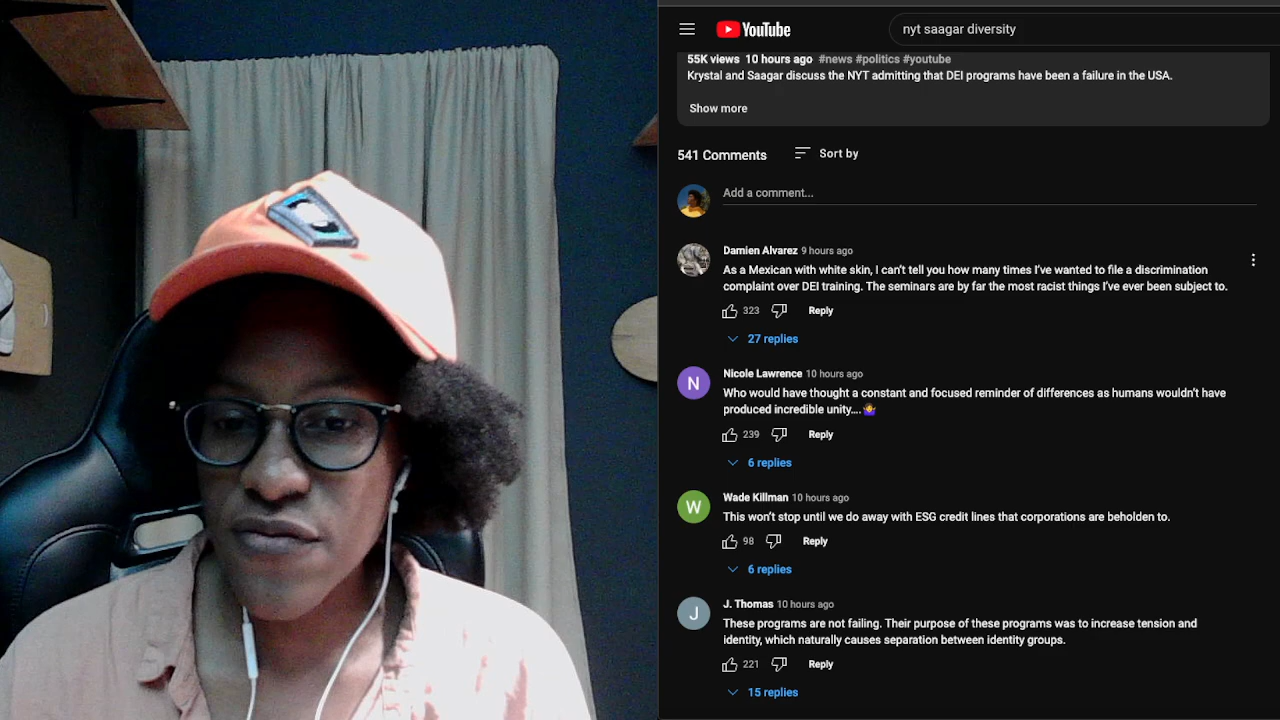 YouTube
nyt saagar diversity
55K views 10 hours ago #news #politics #youtube
Krystal and Saagar discuss the NYT admitting that DEI programs have been a failure in the USA.
Show more
541 Comments Sort by
Add a comment...
Damien Alvarez 9 hours ago
As a Mexican with white skin, I can't tell you how many times I've wanted to file a discrimination
complaint over DEI training. The seminars are by far the most racist things I've ever been subject to.
323 Reply
27 replies
N
Nicole Lawrence 10 hours ago
Who would have thought a constant and focused reminder of differences as humans wouldn't have
produced incredible unity....🤷‍♀️
239 Reply
6 replies
W
Wade Killman 10 hours ago
This won't stop until we do away with ESG credit lines that corporations are beholden to.
98 Reply
6 replies
J
J. Thomas 10 hours ago
These programs are not failing. Their purpose of these programs was to increase tension and
identity, which naturally causes separation between identity groups.
221 Reply
15 replies